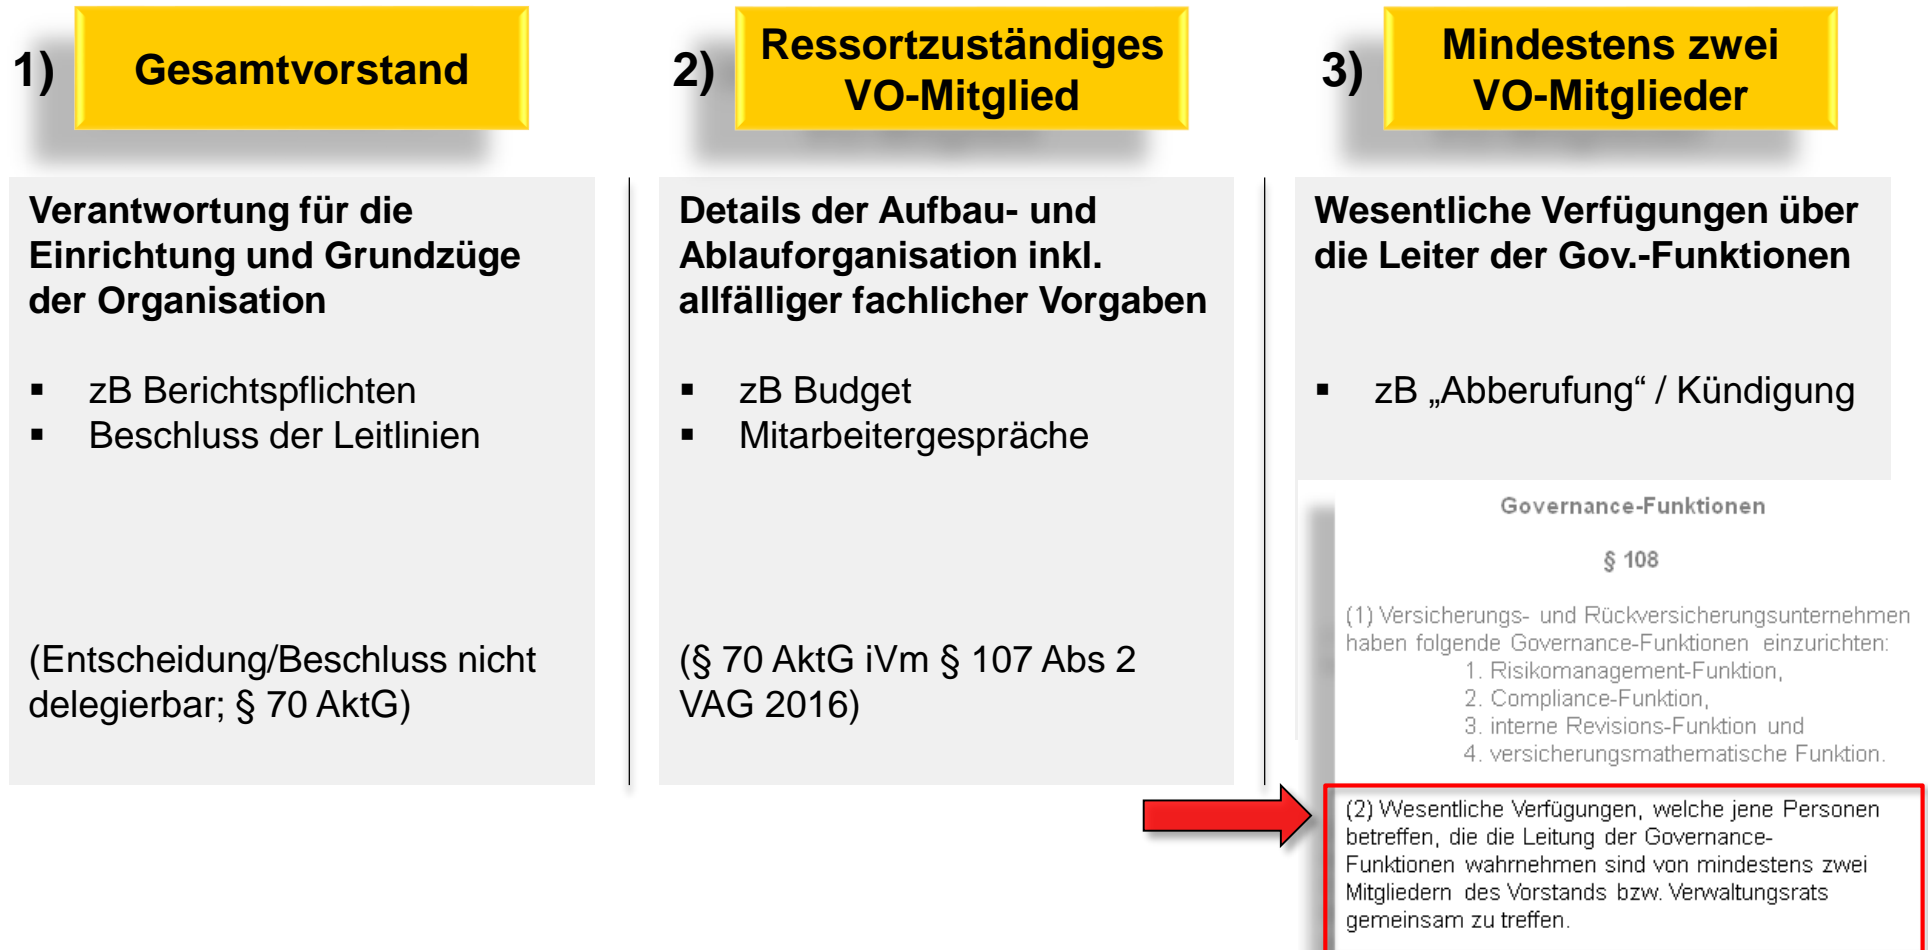 1)
Gesamtvorstand
Verantwortung für die
Einrichtung und Grundzüge
der Organisation
▪ zB Berichtspflichten
▪ Beschluss der Leitlinien
(Entscheidung/Beschluss nicht
delegierbar; § 70 AktG)
2)
Ressortzuständiges
VO-Mitglied
Details der Aufbau- und
Ablauforganisation inkl.
allfälliger fachlicher Vorgaben
▪ zB Budget
▪ Mitarbeitergespräche
(§ 70 AktG iVm § 107 Abs 2
VAG 2016)
3)
Mindestens zwei
VO-Mitglieder
Wesentliche Verfügungen über
die Leiter der Gov.-Funktionen
▪ zB „Abberufung“ / Kündigung
Governance-Funktionen
§ 108
(1) Versicherungs- und Rückversicherungsunternehmen
haben folgende Governance-Funktionen einzurichten:
1. Risikomanagement-Funktion,
2. Compliance-Funktion,
3. interne Revisions-Funktion und
4. versicherungsmathematische Funktion.
(2) Wesentliche Verfügungen, welche jene Personen
betreffen, die die Leitung der Governance-
Funktionen wahrnehmen sind von mindestens zwei
Mitgliedern des Vorstands bzw. Verwaltungsrats
gemeinsam zu treffen.